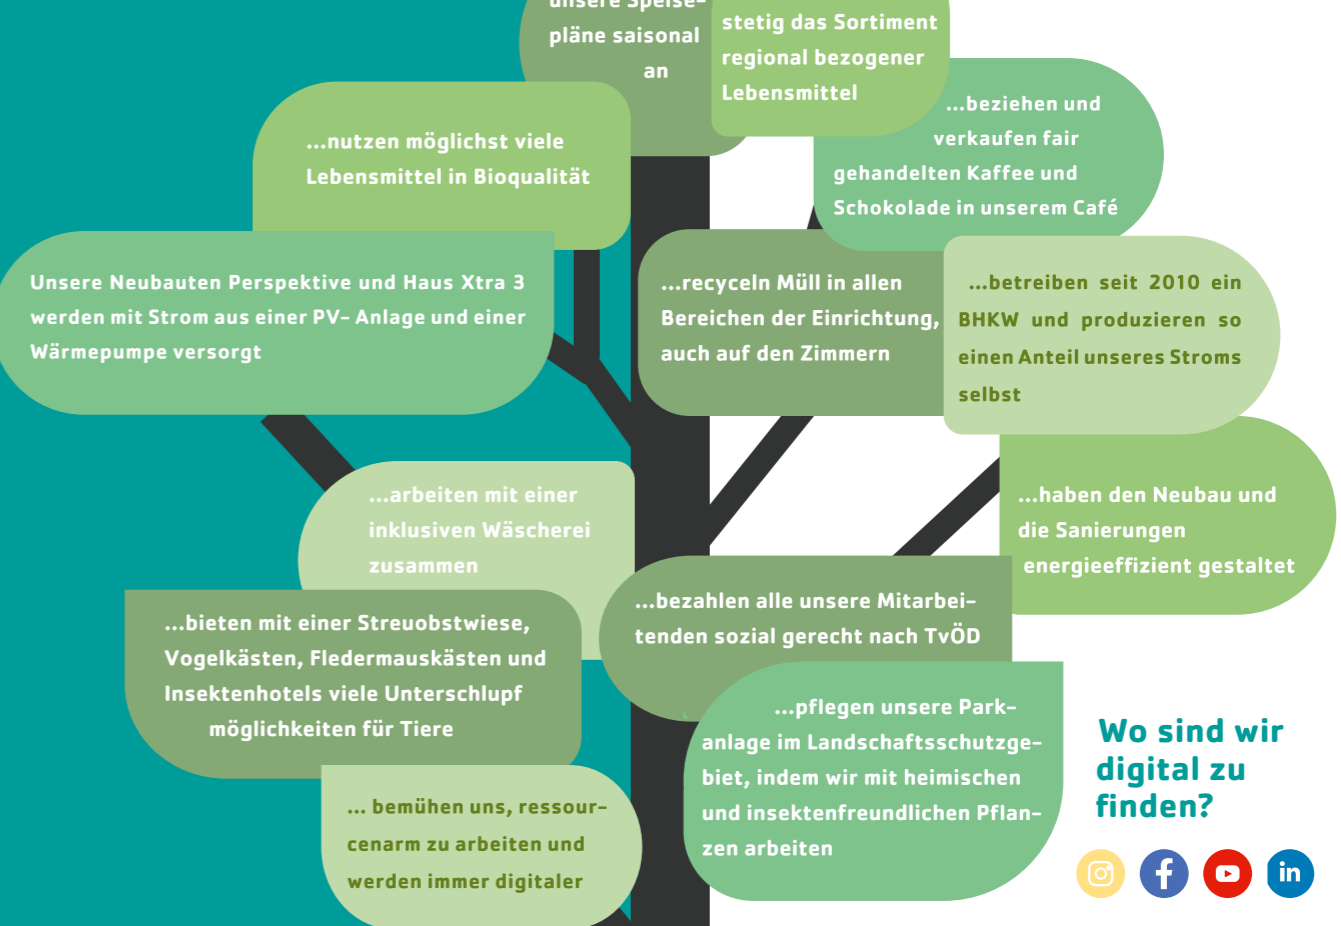 unsere Speise-
pläne saisonal
an
stetig das Sortiment
regional bezogener
Lebensmittel
...beziehen und
verkaufen fair
gehandelten Kaffee und
Schokolade in unserem Café
...nutzen möglichst viele
Lebensmittel in Bioqualität
Unsere Neubauten Perspektive und Haus Xtra 3
werden mit Strom aus einer PV- Anlage und einer
Wärmepumpe versorgt
...recyceln Müll in allen
Bereichen der Einrichtung,
auch auf den Zimmern
...betreiben seit 2010 ein
BHKW und produzieren so
einen Anteil unseres Stroms
selbst
...haben den Neubau und
die Sanierungen
energieeffizient gestaltet
...arbeiten mit einer
inklusiven Wäscherei
zusammen
...bezahlen alle unsere Mitarbei-
tenden sozial gerecht nach TvÖD
...bieten mit einer Streuobstwiese,
Vogelkästen, Fledermauskästen und
Insektenhotels viele Unterschlupf
möglichkeiten für Tiere
...pflegen unsere Park-
anlage im Landschaftsschutzge-
biet, indem wir mit heimischen
und insektenfreundlichen Pflan-
zen arbeiten
... bemühen uns, ressour-
cenarm zu arbeiten und
werden immer digitaler
Wo sind wir
digital zu
finden?
in